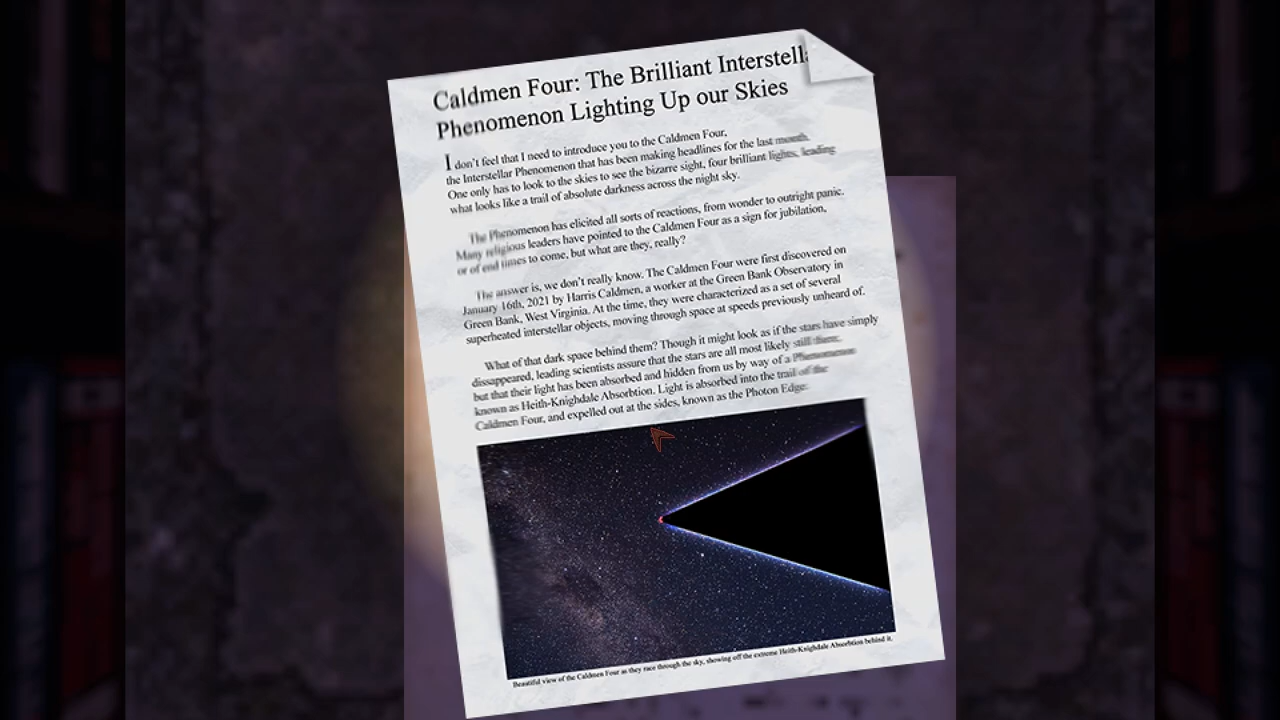 Caldmen Four: The Brilliant Interstell
Phenomenon Lighting Up our Skies
I don't feel that I need to introduce you to the Caldmen Four,
the Interstellar Phenomenon that has been making headlines for the last month.
One only has to look to the skies to see the bizarre sight, four brilliant lights, leading
what looks like a trail of absolute darkness across the night sky.
The Phenomenon has elicited all sorts of reactions, from wonder to outright panic.
Many religious leaders have pointed to the Caldmen Four as a sign for jubilation,
or of end times to come, but what are they, really?
The answer is, we don't really know. The Caldmen Four were first discovered on
January 16th, 2021 by Harris Caldmen, a worker at the Green Bank Observatory in
Green Bank, West Virginia. At the time, they were characterized as a set of several
superheated interstellar objects, moving through space at speeds previously unheard of.
What of that dark space behind them? Though it might look as if the stars have simply
dissappeared, leading scientists assure that the stars are all most likely still there,
but that their light has been absorbed and hidden from us by way of a Phenomenon
known as Heith-Knighdale Absorbtion. Light is absorbed into the trail of the
Caldmen Four, and expelled out at the sides, known as the Photon Edge.
Beautiful view of the Caldmen Four as they race through the sky, showing off the extreme Heith-Knighdale Absorbtion behind it.